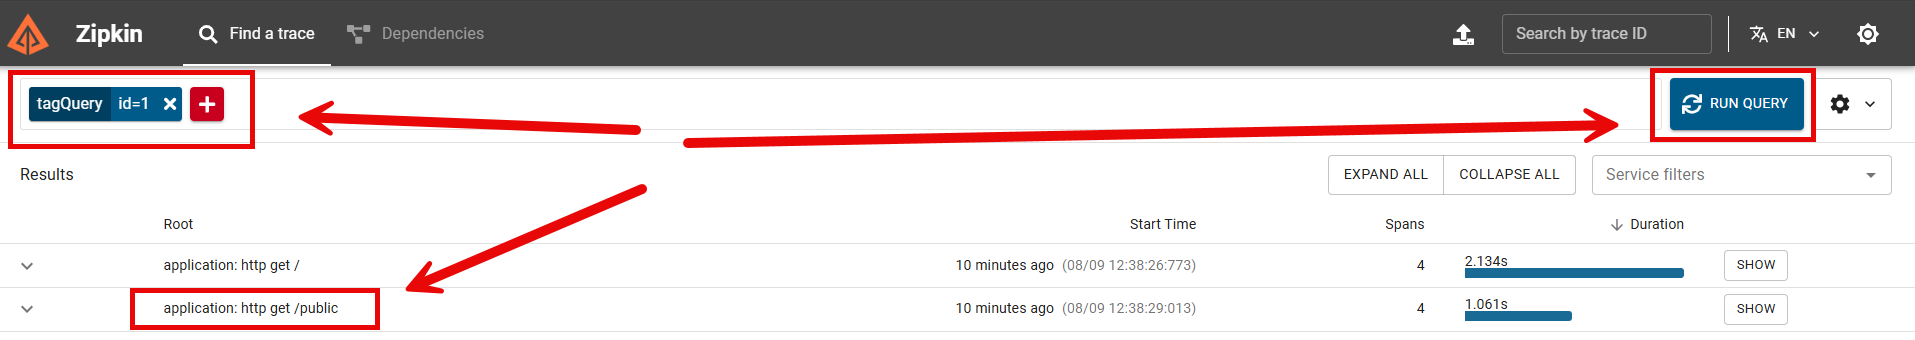 Zipkin Find a trace Dependencies Search by trace ID EN
tagQuery id=1 RUN QUERY
Results EXPAND ALL COLLAPSE ALL Service filters
Root Start Time Spans Duration
application: http get / 10 minutes ago (08/09 12:38:26:773) 4 2.134s SHOW
application: http get /public 10 minutes ago (08/09 12:38:29:013) 4 1.061s SHOW